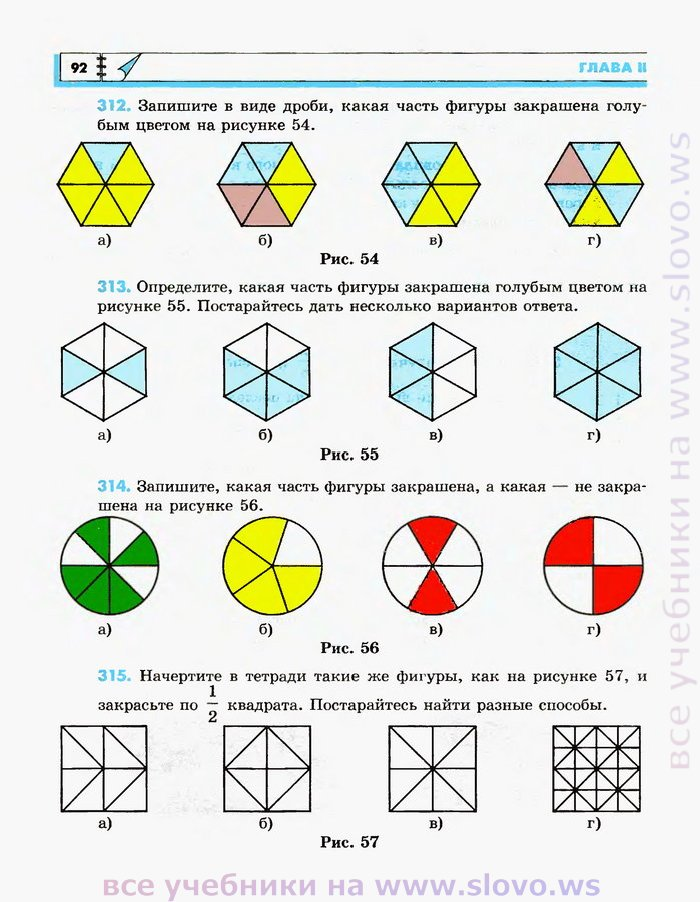 92
ГЛАВА II
312. Запишите в виде дроби, какая часть фигуры закрашена голу-
бым цветом на рисунке 54.
а) б) в) г)
Рис. 54
313. Определите, какая часть фигуры закрашена голубым цветом на
рисунке 55. Постарайтесь дать несколько вариантов ответа.
а) б) в) г)
Рис. 55
314. Запишите, какая часть фигуры закрашена, а какая — не закра-
шена на рисунке 56.
а) б) в) г)
Рис. 56
315. Начертите в тетради такие же фигуры, как на рисунке 57, и
закрасьте по 1/2 квадрата. Постарайтесь найти разные способы.
а) б) в) г)
Рис. 57
все учебники на www.slovo.ws
все учебники на www.slovo.ws